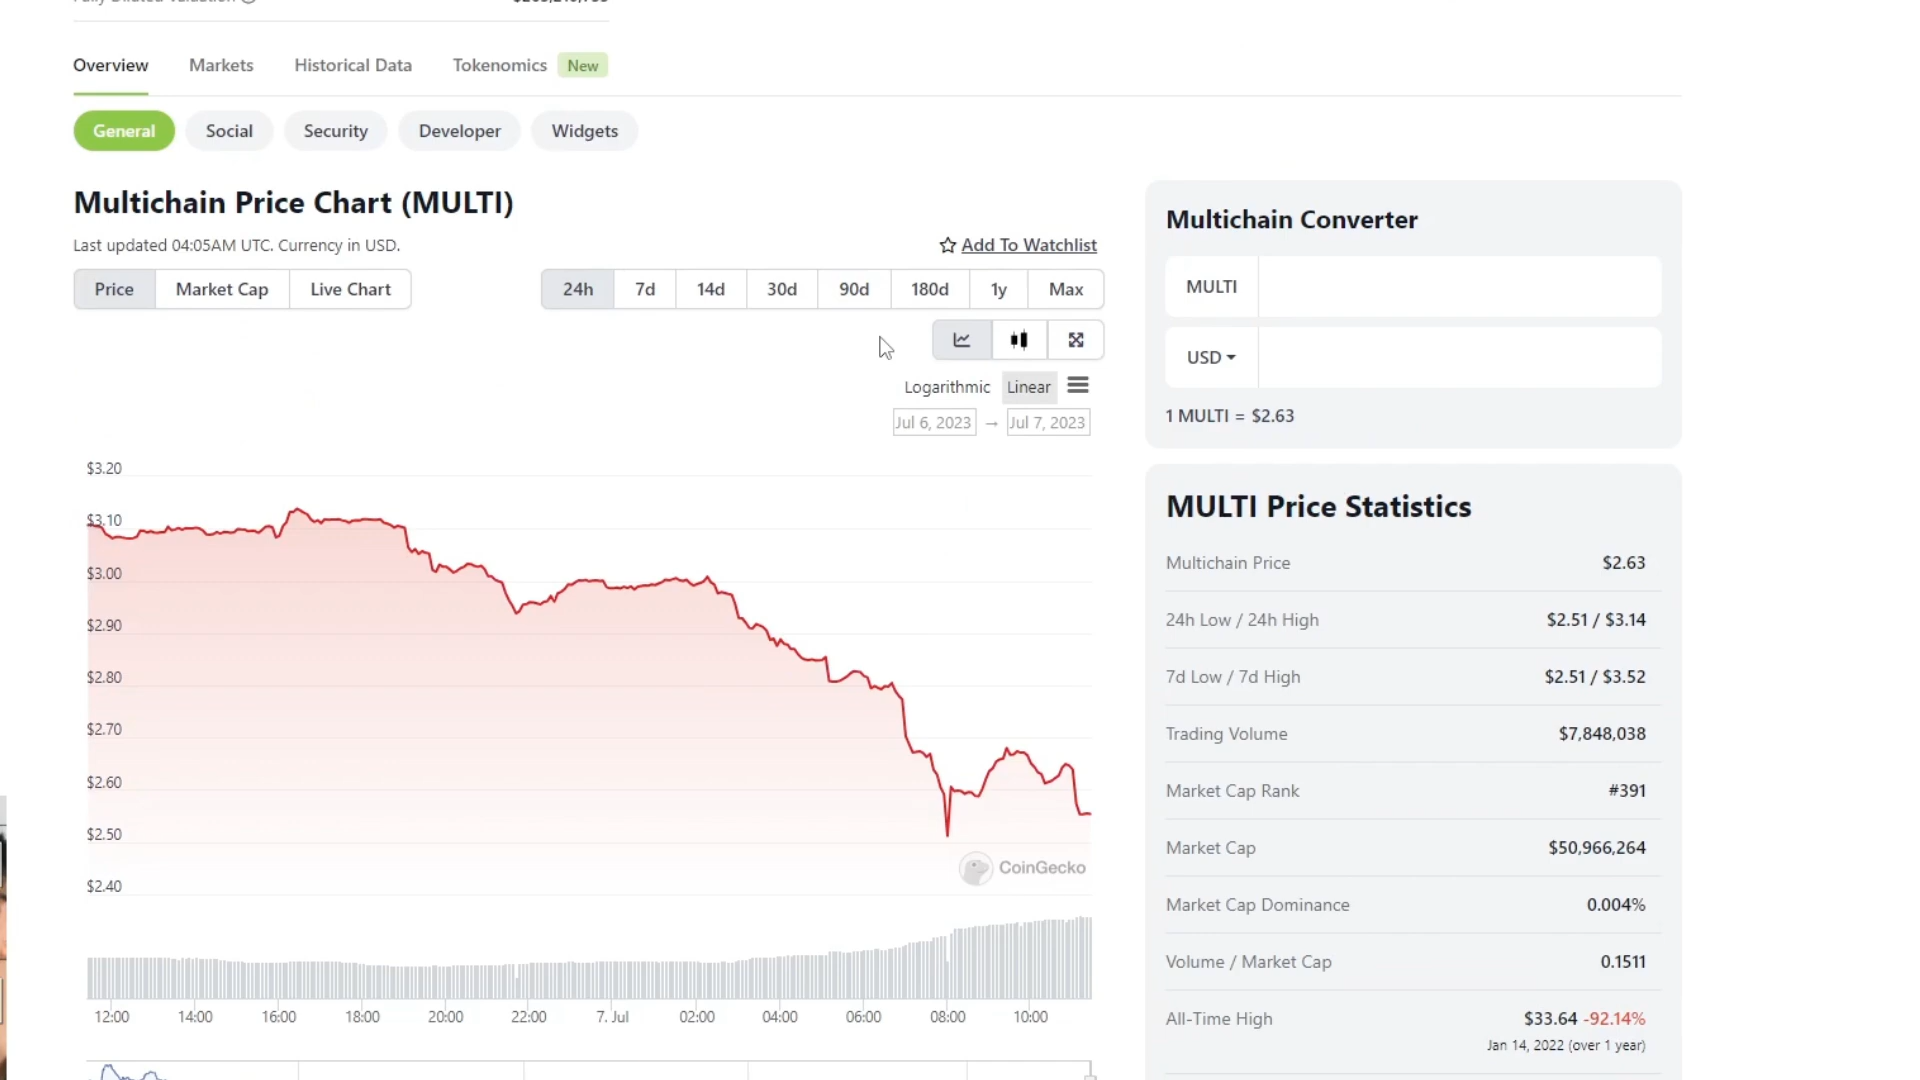 Overview Markets Historical Data Tokenomics New
General Social Security Developer Widgets
Multichain Price Chart (MULTI)
Last updated 04:05AM UTC. Currency in USD.
Add To Watchlist
Price Market Cap Live Chart
24h 7d 14d 30d 90d 180d 1y Max
Logarithmic Linear
Jul 6, 2023 → Jul 7, 2023
$3.20
$3.10
$3.00
$2.90
$2.80
$2.70
$2.60
$2.50
$2.40
CoinGecko
12:00 14:00 16:00 18:00 20:00 22:00 7. Jul 02:00 04:00 06:00 08:00 10:00
Multichain Converter
MULTI
USD
1 MULTI = $2.63
MULTI Price Statistics
Multichain Price $2.63
24h Low / 24h High $2.51 / $3.14
7d Low / 7d High $2.51 / $3.52
Trading Volume $7,848,038
Market Cap Rank #391
Market Cap $50,966,264
Market Cap Dominance 0.004%
Volume / Market Cap 0.1511
All-Time High $33.64 -92.14%
Jan 14, 2022 (over 1 year)